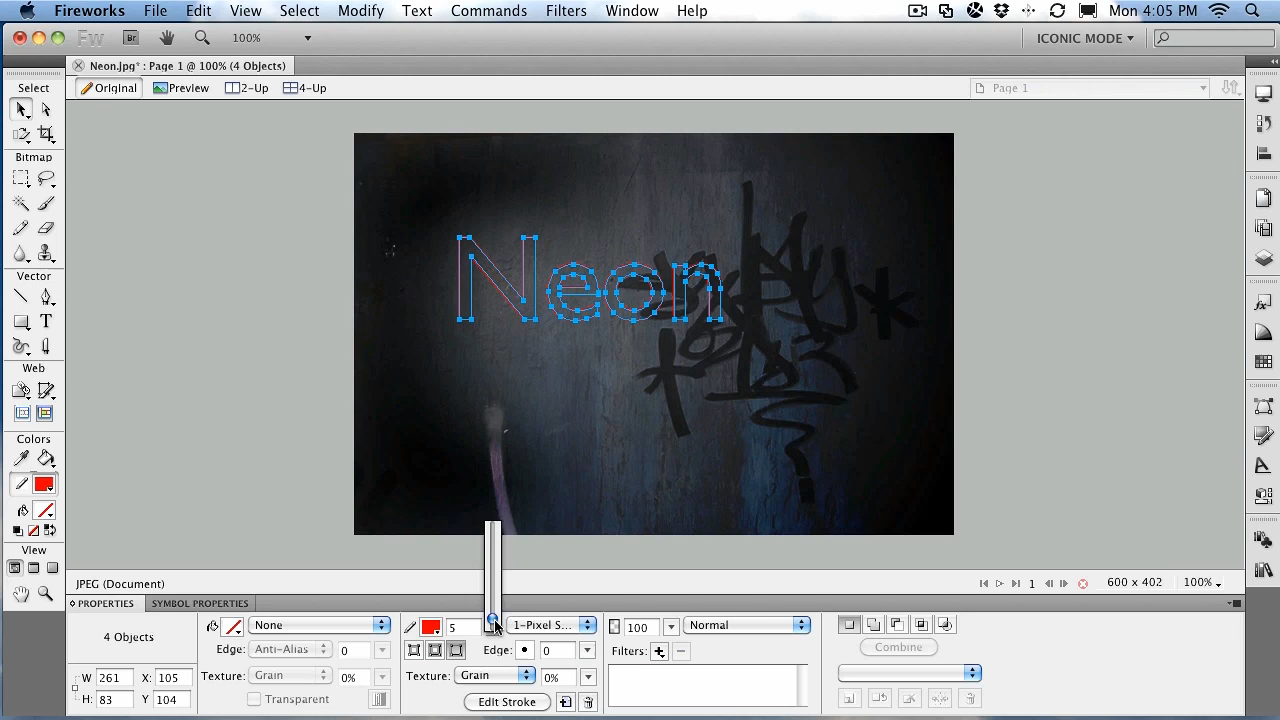 Fireworks File Edit View Select Modify Text Commands Filters Window Help Mon 4:05 PM
Fw Br 100% ICONIC MODE
Neon.jpg* : Page 1 @ 100% (4 Objects)
Original Preview 2-Up 4-Up Page 1
Select
Bitmap
Vector
Web
Colors
View
Neon
JPEG (Document) 1 600 x 402 100%
PROPERTIES SYMBOL PROPERTIES
4 Objects None 5 1-Pixel S... 100 Normal
Edge: Anti-Alias 0 Edge: 0 Filters:
Combine
W 261 X: 105 Texture: Grain 0% Texture: Grain 0%
H: 83 Y: 104 Transparent Edit Stroke